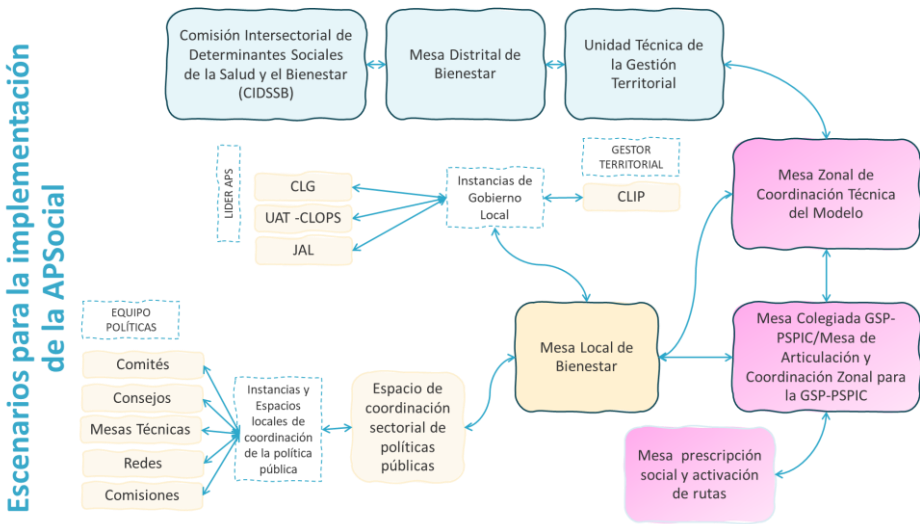 Escenarios para la implementación
de la APSocial
Comisión Intersectorial de
Determinantes Sociales
de la Salud y el Bienestar
(CIDSSB)
Mesa Distrital de
Bienestar
Unidad Técnica de
la Gestión
Territorial
LIDER APS
CLG
UAT -CLOPS
JAL
Instancias de
Gobierno
Local
GESTOR
TERRITORIAL
CLIP
Mesa Zonal de
Coordinación Técnica
del Modelo
EQUIPO
POLÍTICAS
Comités
Consejos
Mesas Técnicas
Redes
Comisiones
Instancias y
Espacios
locales de
coordinación
de la política
pública
Espacio de
coordinación
sectorial de
políticas
públicas
Mesa Local de
Bienestar
Mesa Colegiada GSP-
PSPIC/Mesa de
Articulación y
Coordinación Zonal para
la GSP-PSPIC
Mesa prescripción
social y activación
de rutas